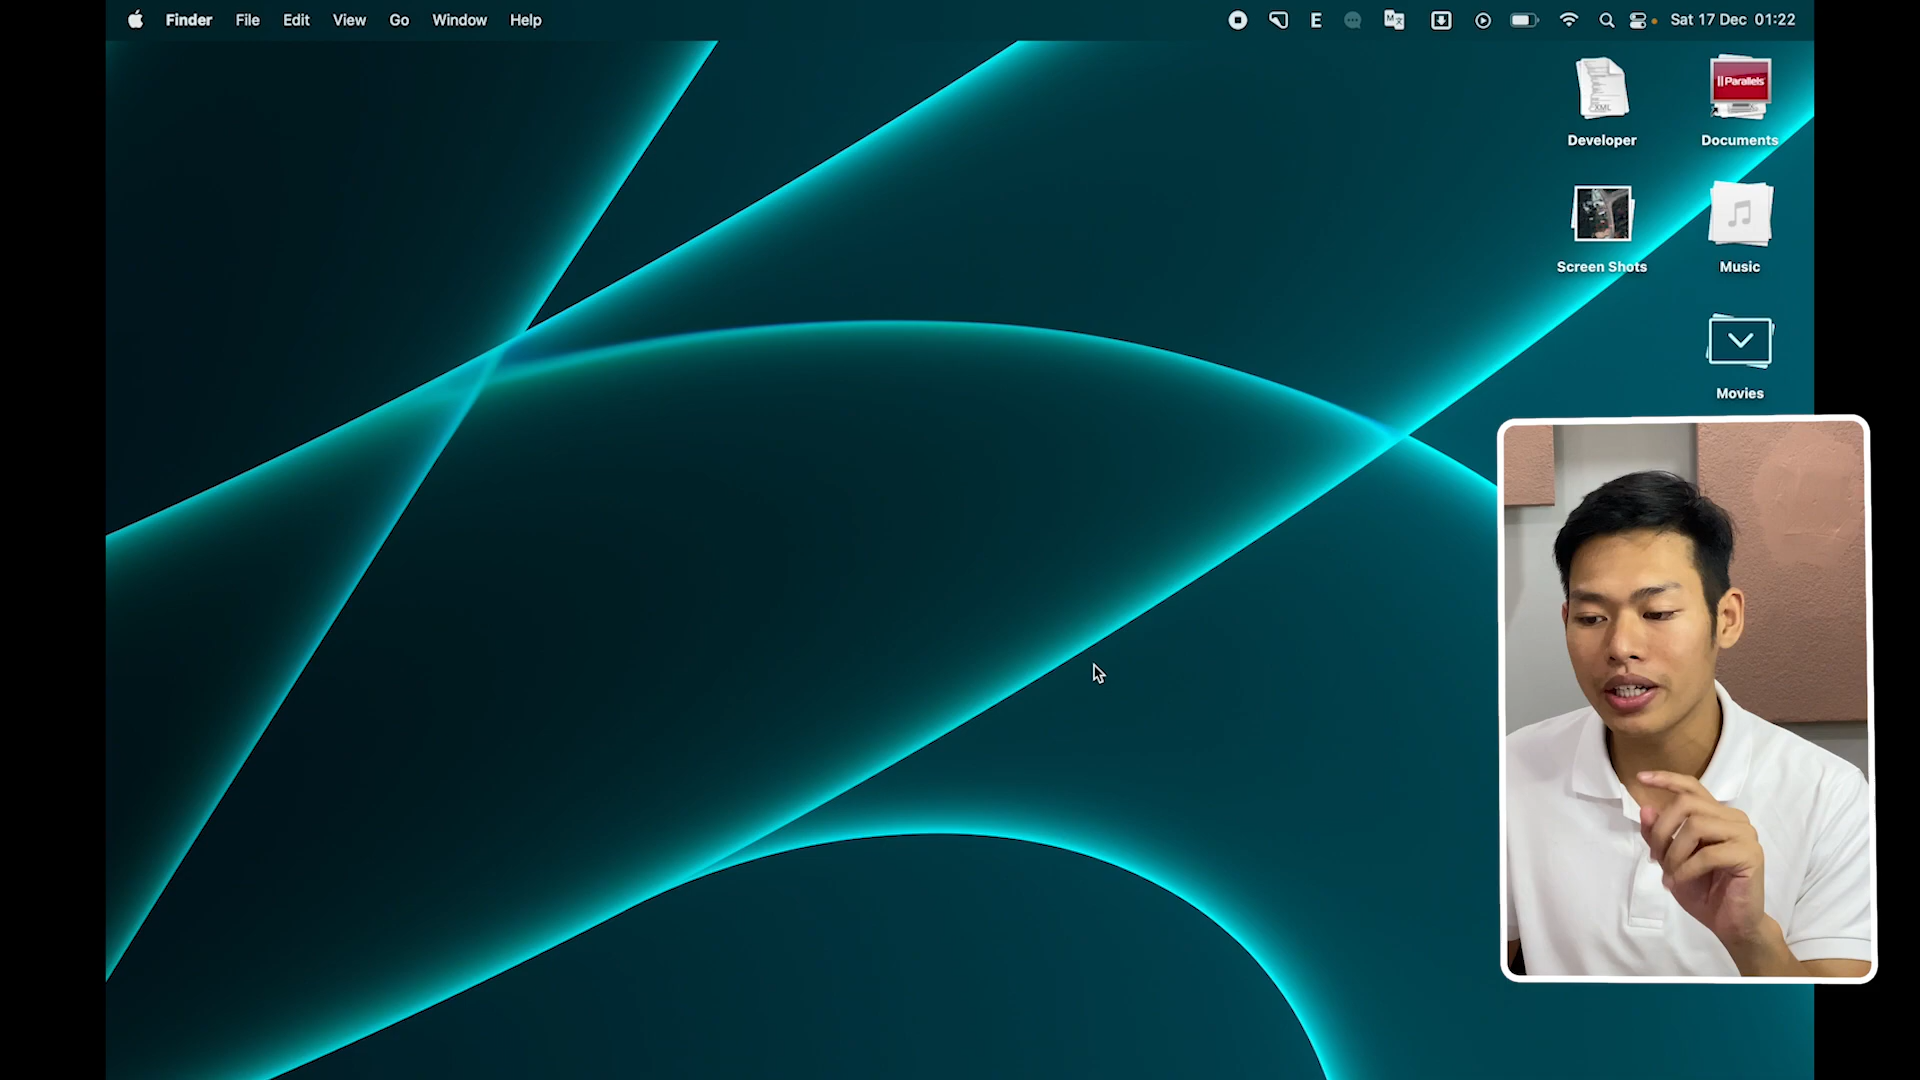 Finder File Edit View Go Window Help E Sat 17 Dec 01:22
XML
Parallels
Developer
Documents
Screen Shots
Music
Movies